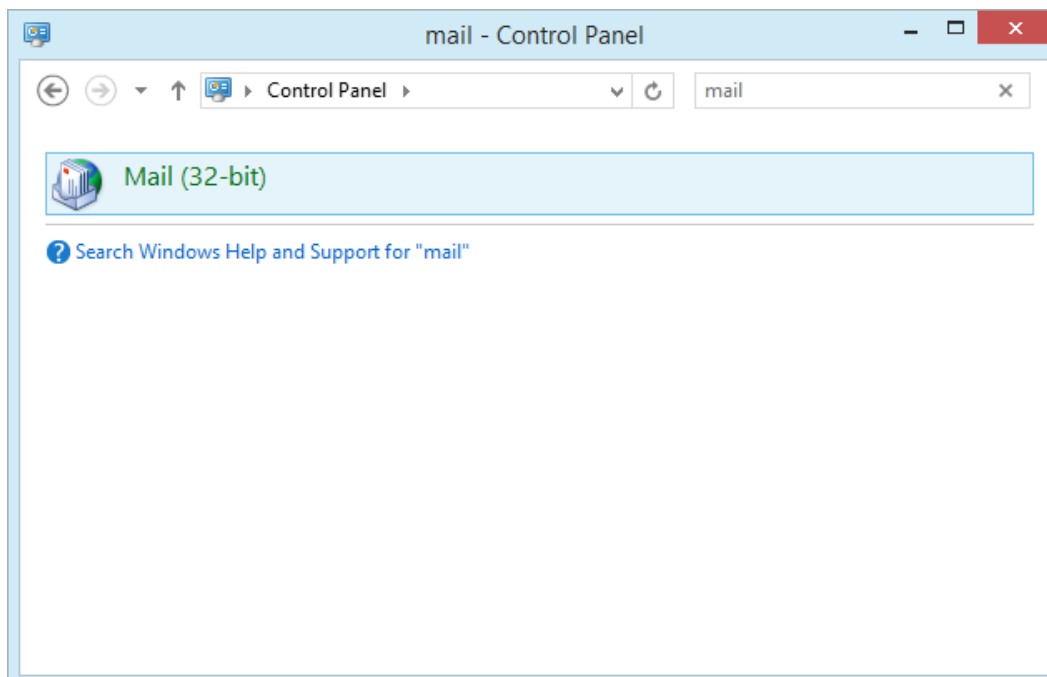 mail - Control Panel
Control Panel
mail
Mail (32-bit)
Search Windows Help and Support for "mail"